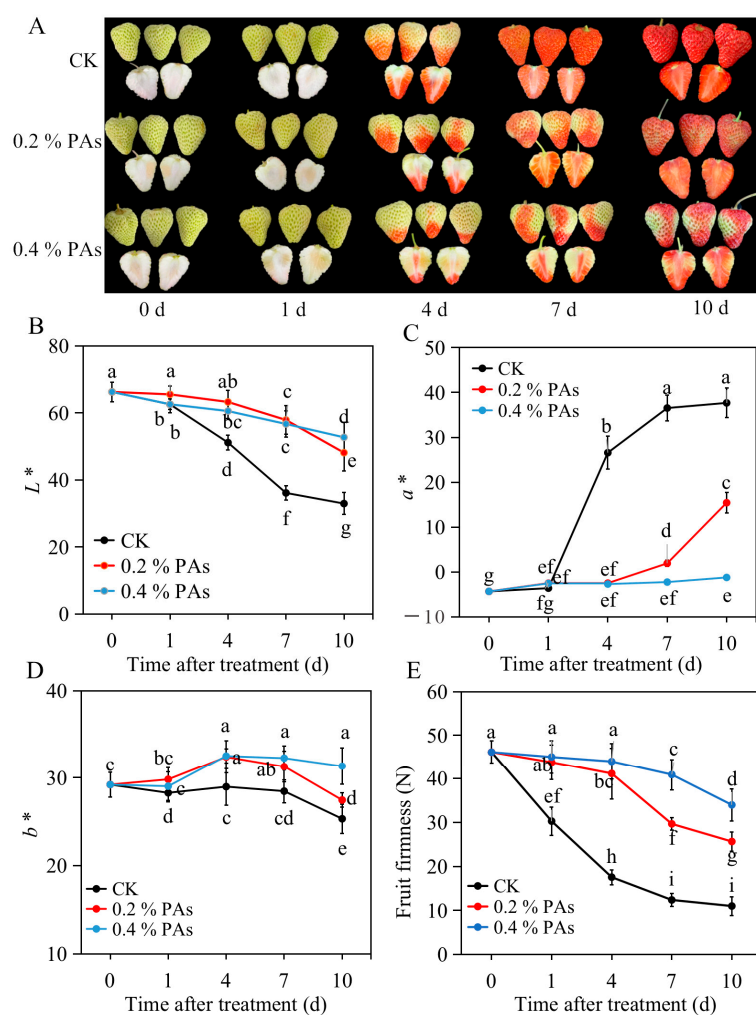 A
CK
0.2 % PAs
0.4 % PAs
0 d
1 d
4 d
7 d
10 d
B
L*
80
60
40
20
0
a
a
ab
c
d
b
b
bc
c
e
d
f
g
CK
0.2 % PAs
0.4 % PAs
0
1
4
7
10
Time after treatment (d)
C
a*
50
40
30
20
10
0
– 10
CK
0.2 % PAs
0.4 % PAs
a
a
b
c
d
g
ef
ef
ef
fg
ef
ef
e
0
1
4
7
10
Time after treatment (d)
D
b*
40
30
20
10
a
a
a
c
bc
a
ab
c
d
d
c
cd
e
CK
0.2 % PAs
0.4 % PAs
0
1
4
7
10
Time after treatment (d)
E
Fruit firmness (N)
60
50
40
30
20
10
0
a
a
a
c
d
ab
bc
ef
f
g
h
i
i
CK
0.2 % PAs
0.4 % PAs
0
1
4
7
10
Time after treatment (d)